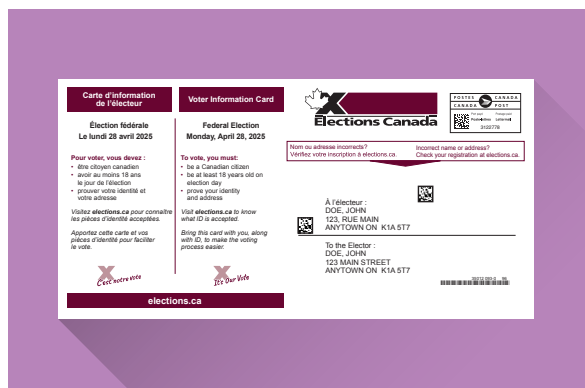 Carte d'information
de l'électeur
Élection fédérale
Le lundi 28 avril 2025
Pour voter, vous devez :
• être citoyen canadien
• avoir au moins 18 ans
le jour de l'élection
• prouver votre identité et
votre adresse
Visitez elections.ca pour connaître
les pièces d'identité acceptées.
Apportez cette carte et vos
pièces d'identité pour faciliter
le vote.
X
C'est notre vote
Voter Information Card
Federal Election
Monday, April 28, 2025
To vote, you must:
• be a Canadian citizen
• be at least 18 years old on
election day
• prove your identity
and address
Visit elections.ca to know
what ID is accepted.
Bring this card with you, along
with ID, to make the voting
process easier.
X
It's Our Vote
elections.ca
X
Elections Canada
POSTES CANADA
CANADA POST
3122778
Nom ou adresse incorrects?
Vérifiez votre inscription à elections.ca.
Incorrect name or address?
Check your registration at elections.ca.
À l'électeur :
DOE, JOHN
123, RUE MAIN
ANYTOWN ON K1A 5T7
To the Elector :
DOE, JOHN
123 MAIN STREET
ANYTOWN ON K1A 5T7